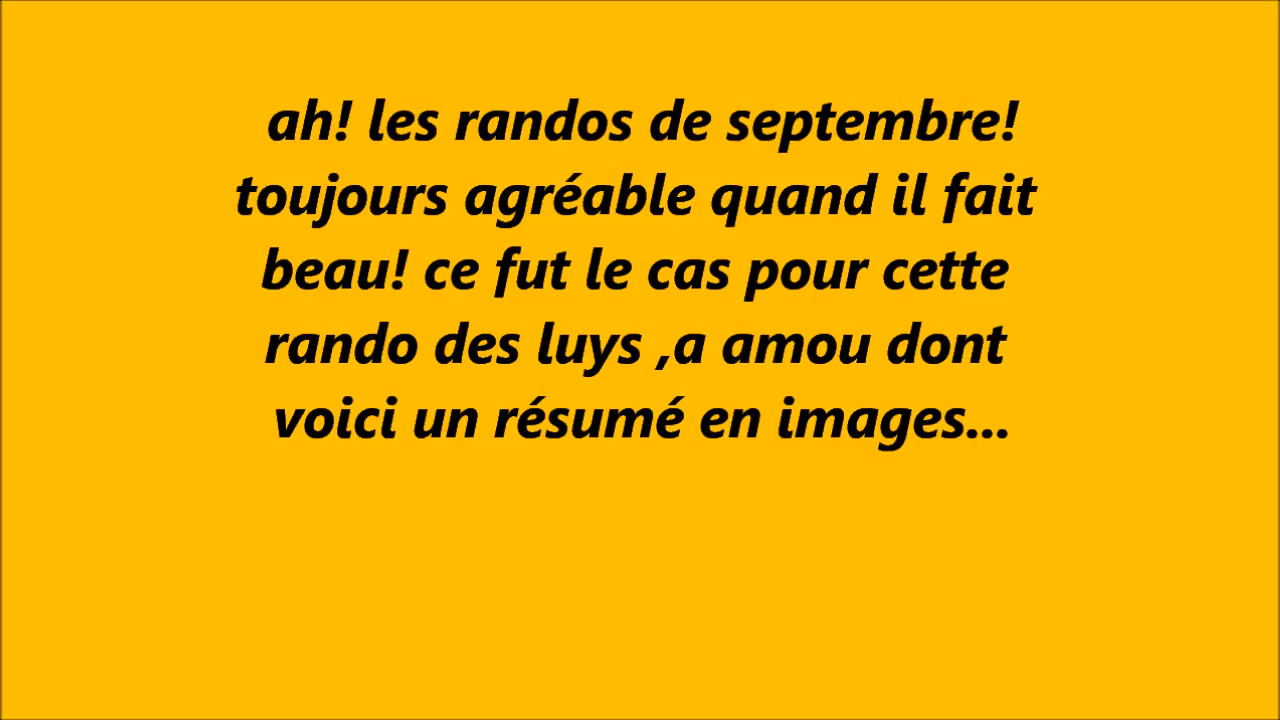 ah! les randos de septembre!
toujours agréable quand il fait
beau! ce fut le cas pour cette
rando des luys ,a amou dont
voici un résumé en images...